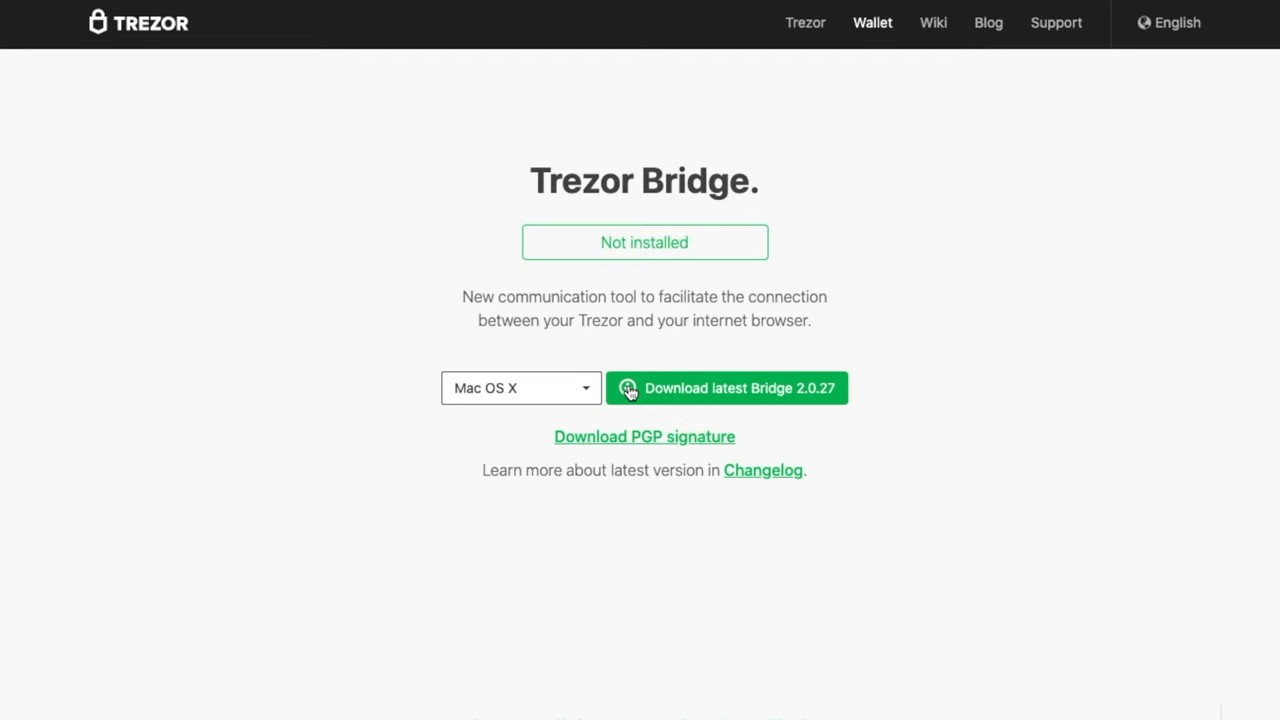 TREZOR
Trezor Wallet Wiki Blog Support English
Trezor Bridge.
Not installed
New communication tool to facilitate the connection
between your Trezor and your internet browser.
Mac OS X
Download latest Bridge 2.0.27
Download PGP signature
Learn more about latest version in Changelog.